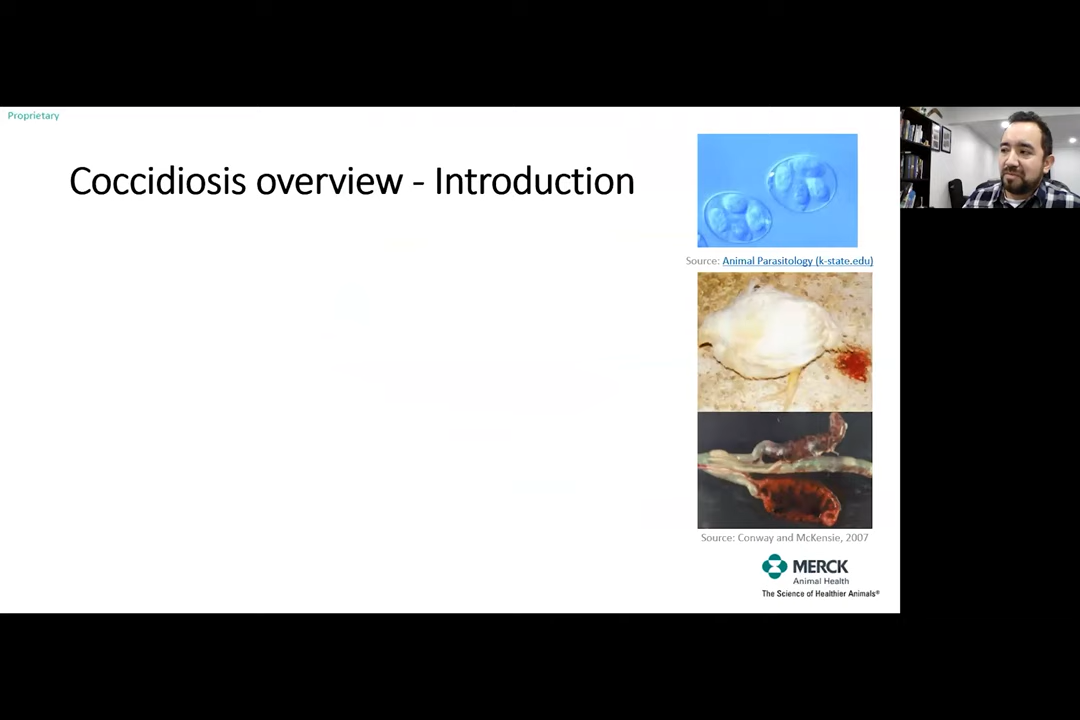 Proprietary
Coccidiosis overview - Introduction
Source: Animal Parasitology (k-state.edu)
Source: Conway and McKensie, 2007
MERCK
Animal Health
The Science of Healthier Animals®